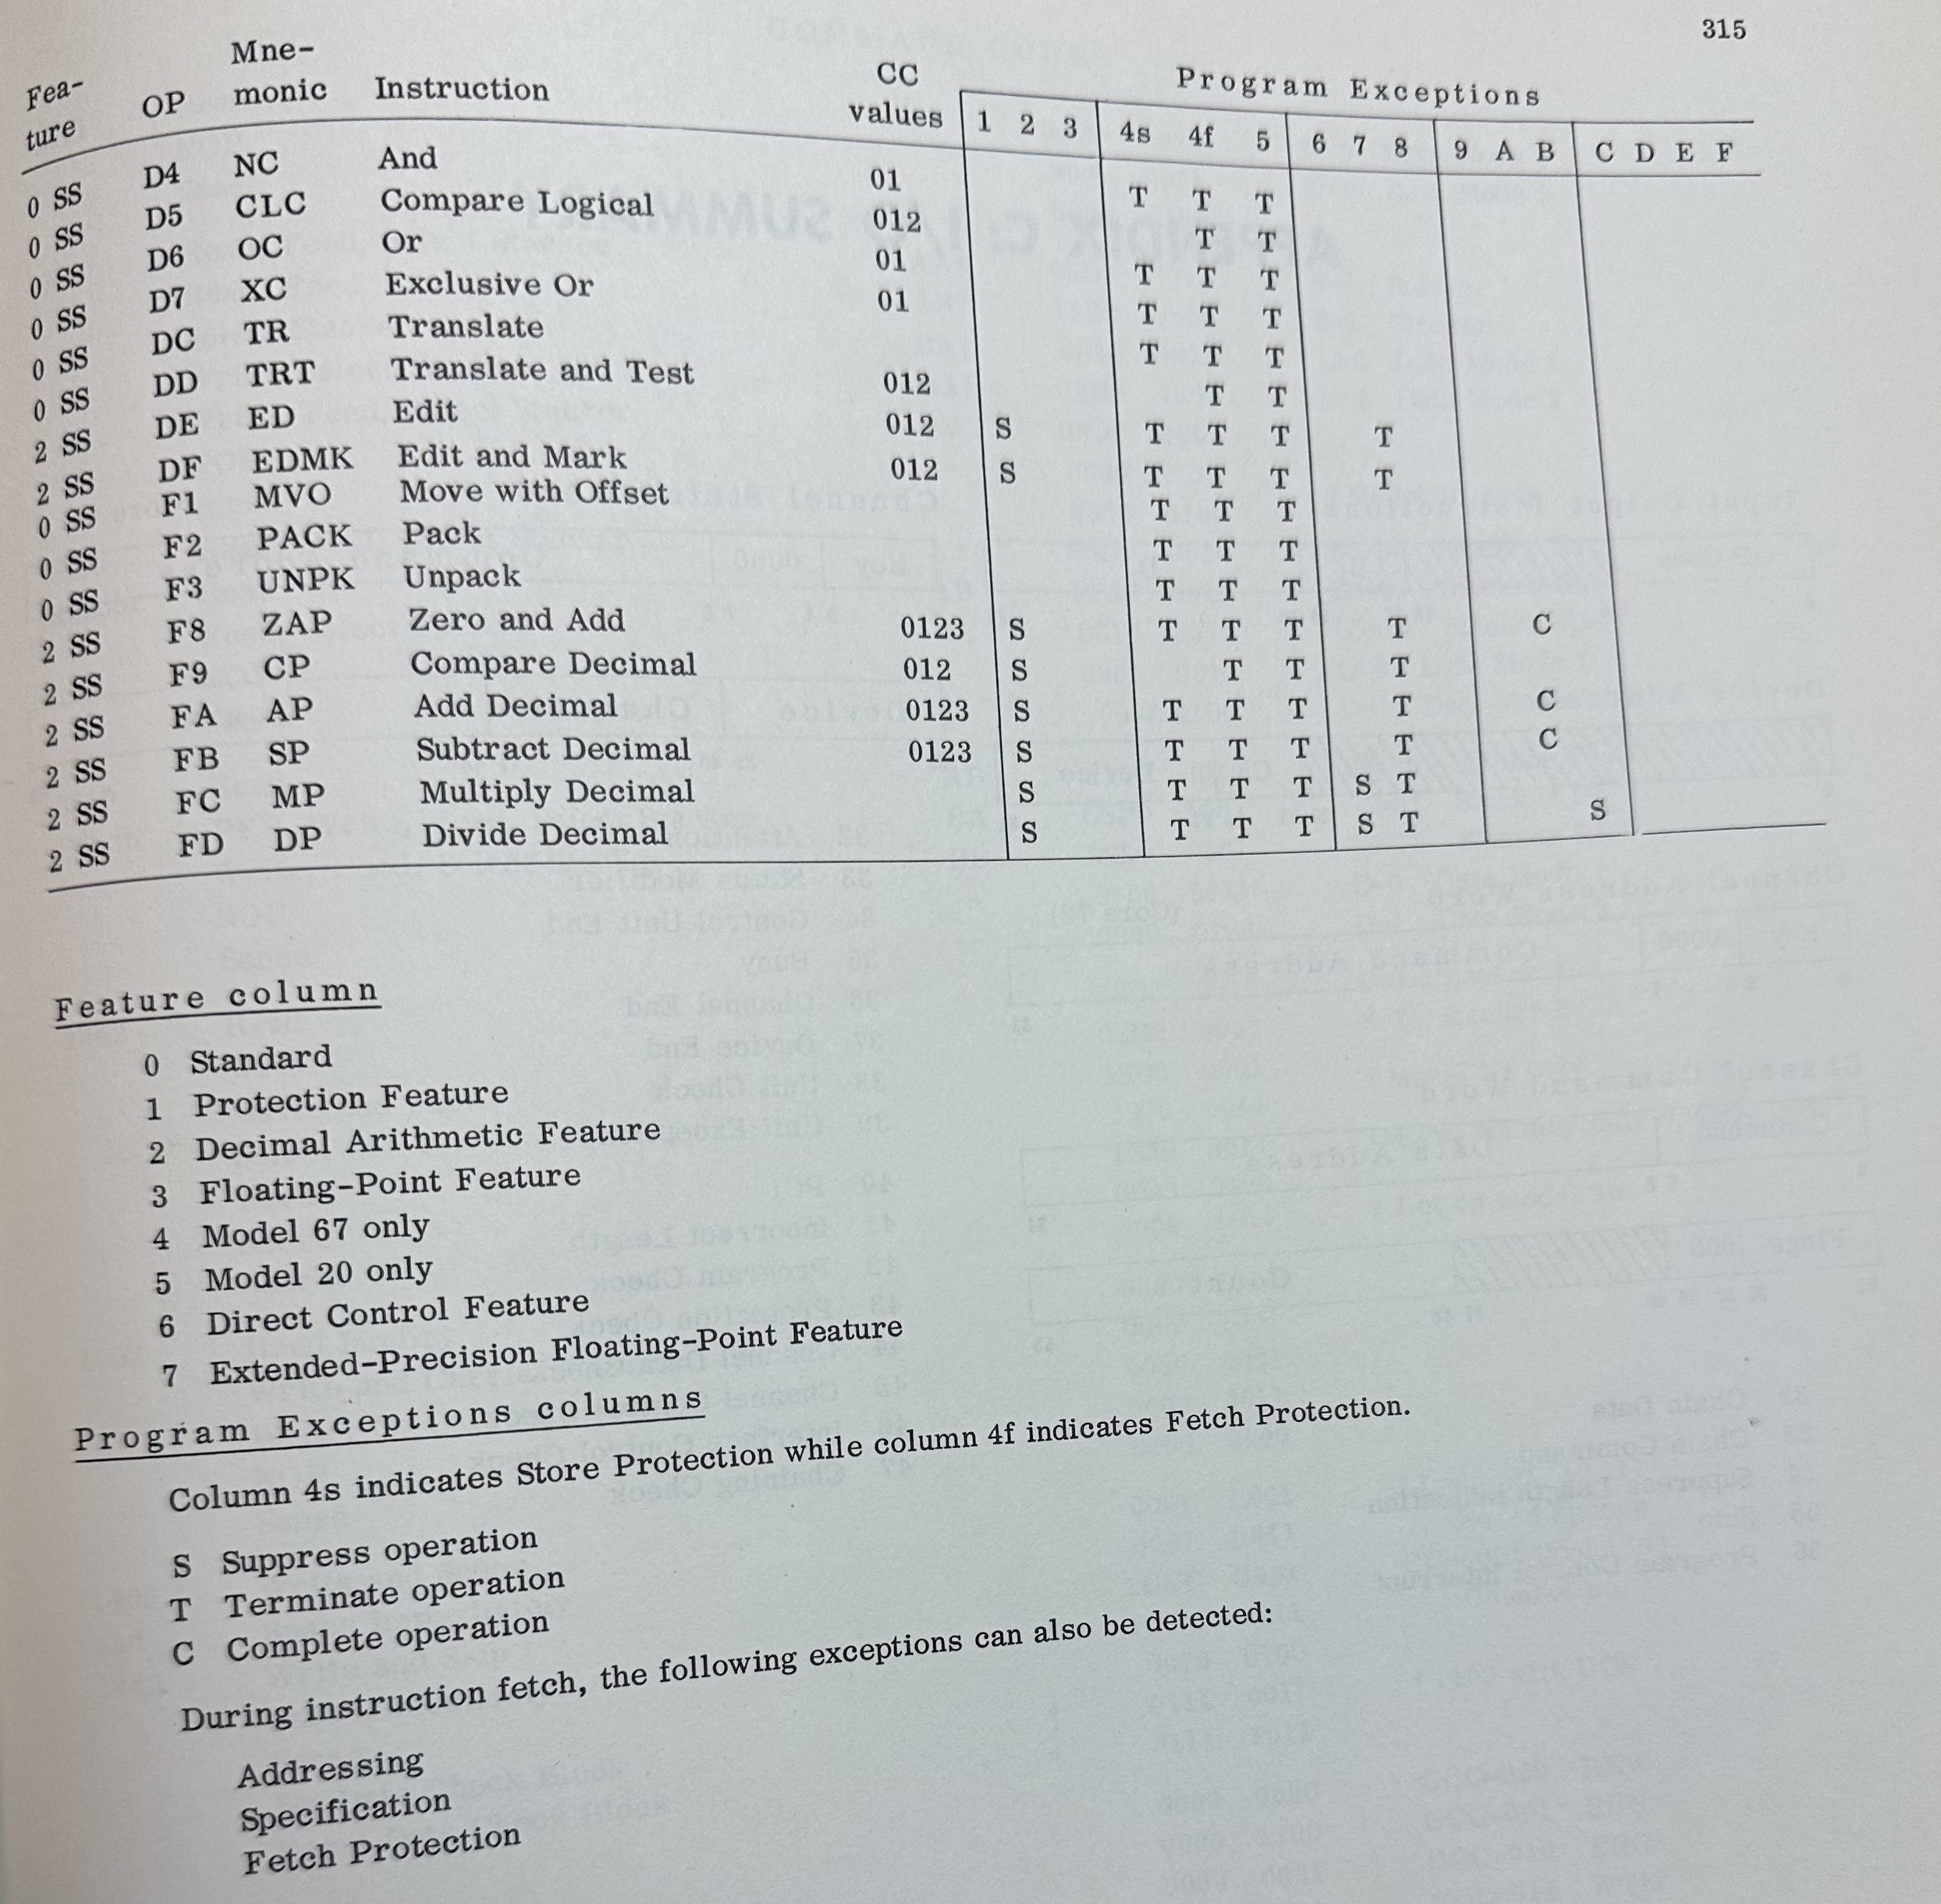 315
Fea- Mne- CC Program Exceptions
ture OP monic Instruction values 1 2 3 4s 4f 5 6 7 8 9 A B C D E F
0 SS D4 NC And 01 T T T
0 SS D5 CLC Compare Logical 012 T T
0 SS D6 OC Or 01 T T T
0 SS D7 XC Exclusive Or 01 T T T
0 SS DC TR Translate T T T
0 SS DD TRT Translate and Test 012 T T
2 SS DE ED Edit 012 S T T T T
2 SS DF EDMK Edit and Mark 012 S T T T T
0 SS F1 MVO Move with Offset T T T
0 SS F2 PACK Pack T T T
0 SS F3 UNPK Unpack T T T
2 SS F8 ZAP Zero and Add 0123 S T T T T C
2 SS F9 CP Compare Decimal 012 S T T T
2 SS FA AP Add Decimal 0123 S T T T T C
2 SS FB SP Subtract Decimal 0123 S T T T T C
2 SS FC MP Multiply Decimal S T T T S T
2 SS FD DP Divide Decimal S T T T S T S
Feature column
0 Standard
1 Protection Feature
2 Decimal Arithmetic Feature
3 Floating-Point Feature
4 Model 67 only
5 Model 20 only
6 Direct Control Feature
7 Extended-Precision Floating-Point Feature
Program Exceptions columns
Column 4s indicates Store Protection while column 4f indicates Fetch Protection.
S Suppress operation
T Terminate operation
C Complete operation
During instruction fetch, the following exceptions can also be detected:
Addressing
Specification
Fetch Protection